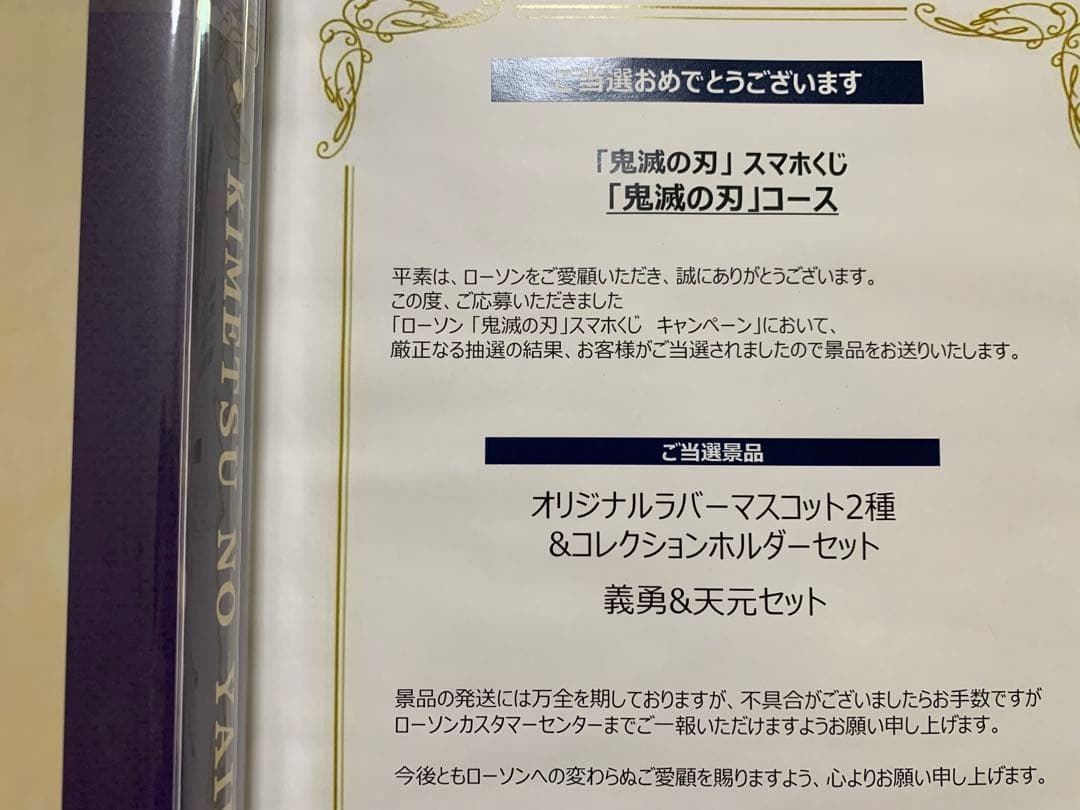 ご当選おめでとうございます
「鬼滅の刃」 スマホくじ
「鬼滅の刃」コース
平素は、ローソンをご愛顧いただき、誠にありがとうございます。
この度、ご応募いただきました
「ローソン 「鬼滅の刃」スマホくじ　キャンペーン」において、
厳正なる抽選の結果、お客様がご当選されましたので景品をお送りいたします。
ご当選景品
オリジナルラバーマスコット2種
&コレクションホルダーセット
義勇&天元セット
景品の発送には万全を期しておりますが、不具合がございましたらお手数ですが
ローソンカスタマーセンターまでご一報いただけますようお願い申し上げます。
今後ともローソンへの変わらぬご愛顧を賜りますよう、心よりお願い申し上げます。
KIMETSU NO YAI